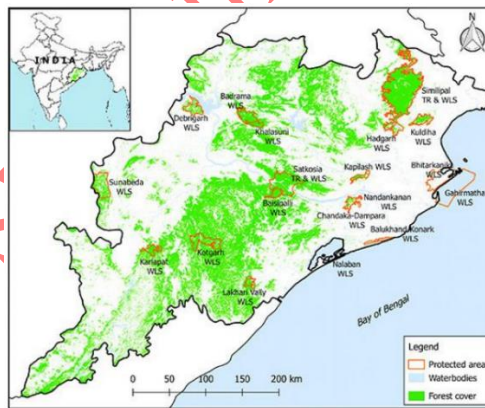 INDIA
N
Similipal
TR & WLS
Badrama
WLS
Debrigarh
WLS
Khalasuni
WLS
Hadgarh
WLS
Kuldiha
WLS
Satkosia
TR & WLS
Kapilash WLS
Bhitarkanika
Gahirmatha
WLS
Sunabeda
WLS
Baisipalli
WLS
Nandankanan
WLS
Chandaka-Dampara
WLS
Balukhand Konark
WLS
Karlapat
WLS
Kotgarh
WLS
Nalaban
WLS
Lakhari Vally
WLS
Bay of Bengal
Legend
Protected area
Waterbodies
Forest cover
0 50 100 150 200 km